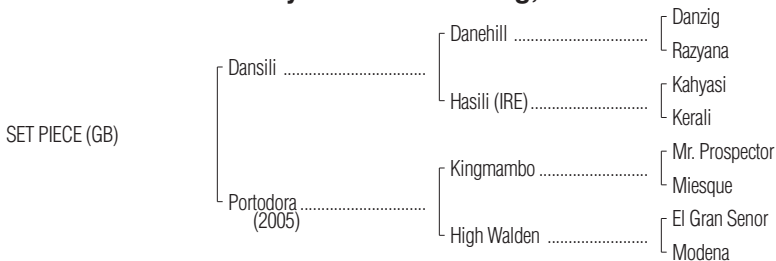 Danzig
Danehill ........................................
Razyana
Dansili ..........................................
Kahyasi
Hasili (IRE)...................................
Kerali
SET PIECE (GB)
Mr. Prospector
Kingmambo ................................
Miesque
Portodora .....................................
(2005)
El Gran Senor
High Walden ..............................
Modena